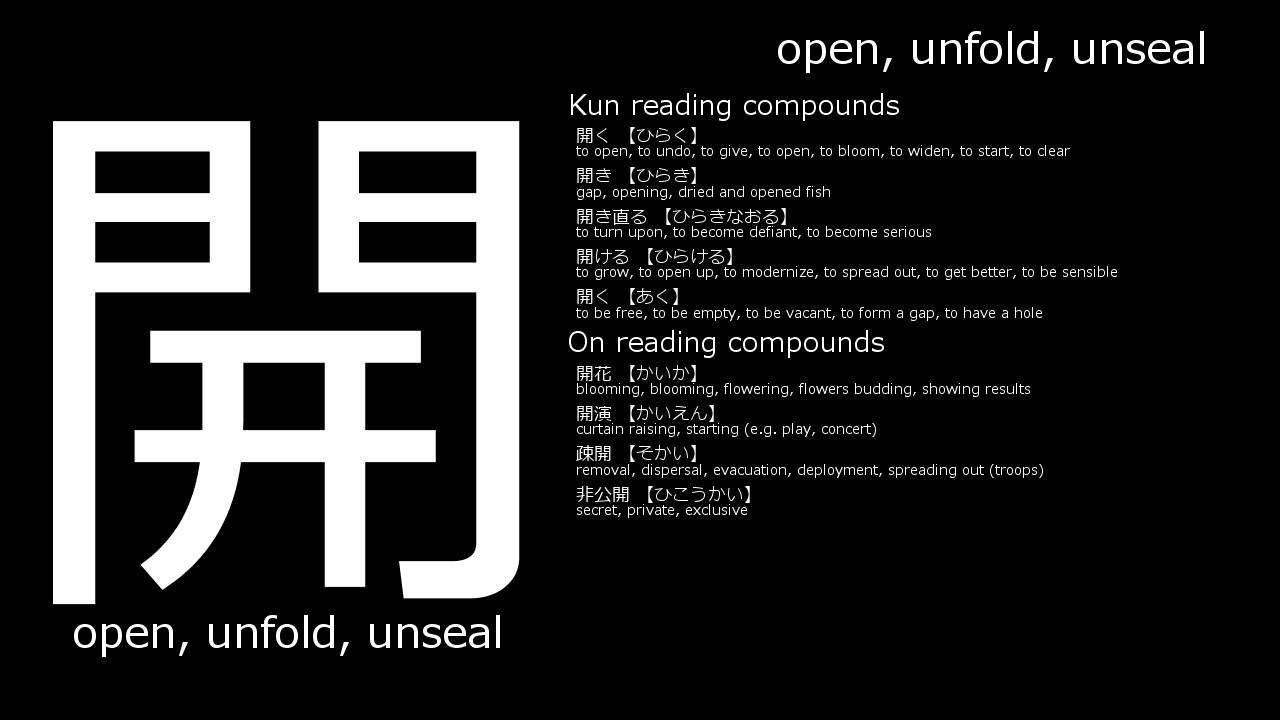 open, unfold, unseal
開
open, unfold, unseal
Kun reading compounds
開く 【ひらく】
to open, to undo, to give, to open, to bloom, to widen, to start, to clear
開き 【ひらき】
gap, opening, dried and opened fish
開き直る 【ひらきなおる】
to turn upon, to become defiant, to become serious
開ける 【ひらける】
to grow, to open up, to modernize, to spread out, to get better, to be sensible
開く 【あく】
to be free, to be empty, to be vacant, to form a gap, to have a hole
On reading compounds
開花 【かいか】
blooming, blooming, flowering, flowers budding, showing results
開演 【かいえん】
curtain raising, starting (e.g. play, concert)
疎開 【そかい】
removal, dispersal, evacuation, deployment, spreading out (troops)
非公開 【ひこうかい】
secret, private, exclusive